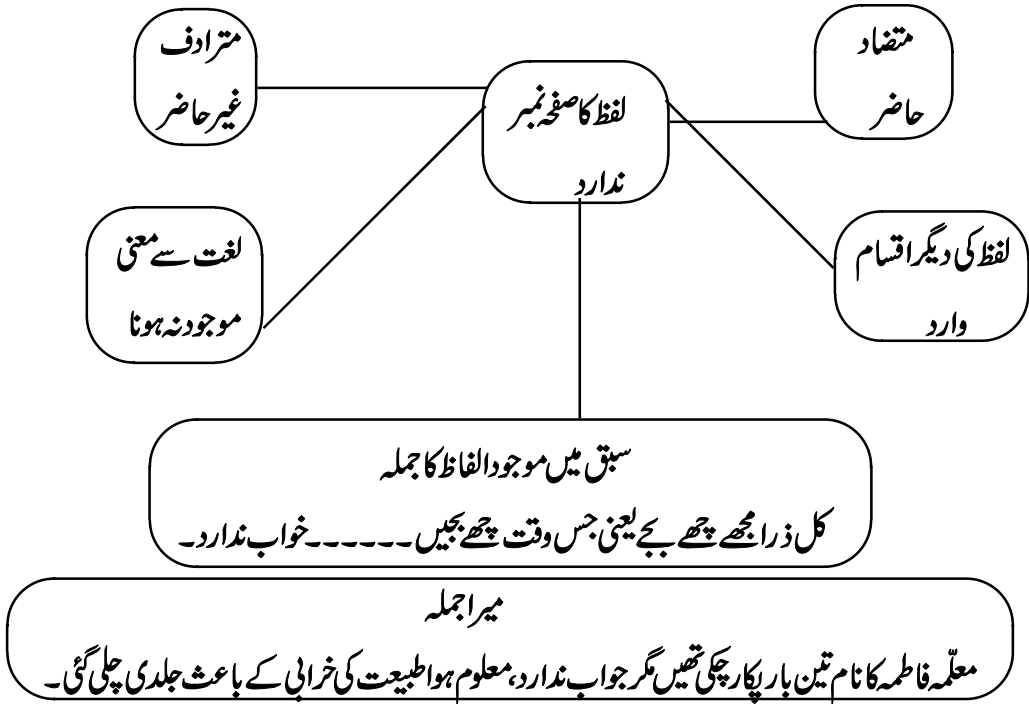 متضاد
حاضر
لفظ کا صفحہ نمبر
ندارد
مترادف
غیر حاضر
لفظ کی دیگر اقسام
وارد
لغت سے معنی
موجود نہ ہونا
سبق میں موجود الفاظ کا جملہ
کل ذرا مجھے چھے بجے یعنی جس وقت چھے بجیں ۔۔۔۔۔۔خواب ندارد۔
میرا جملہ
معلّمہ فاطمہ کا نام تین بار پکار چکی تھیں مگر جواب ندارد، معلوم ہوا طبیعت کی خرابی کے باعث جلدی چلی گئی۔